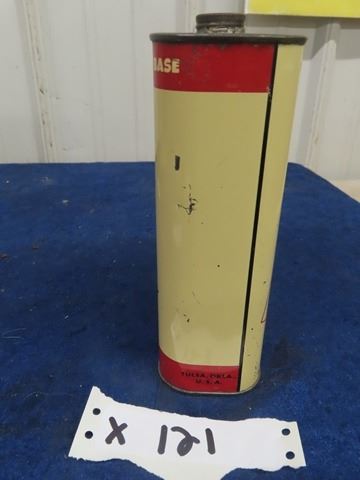 BASE
TULSA, OKLA.
U. S. A.
X 121